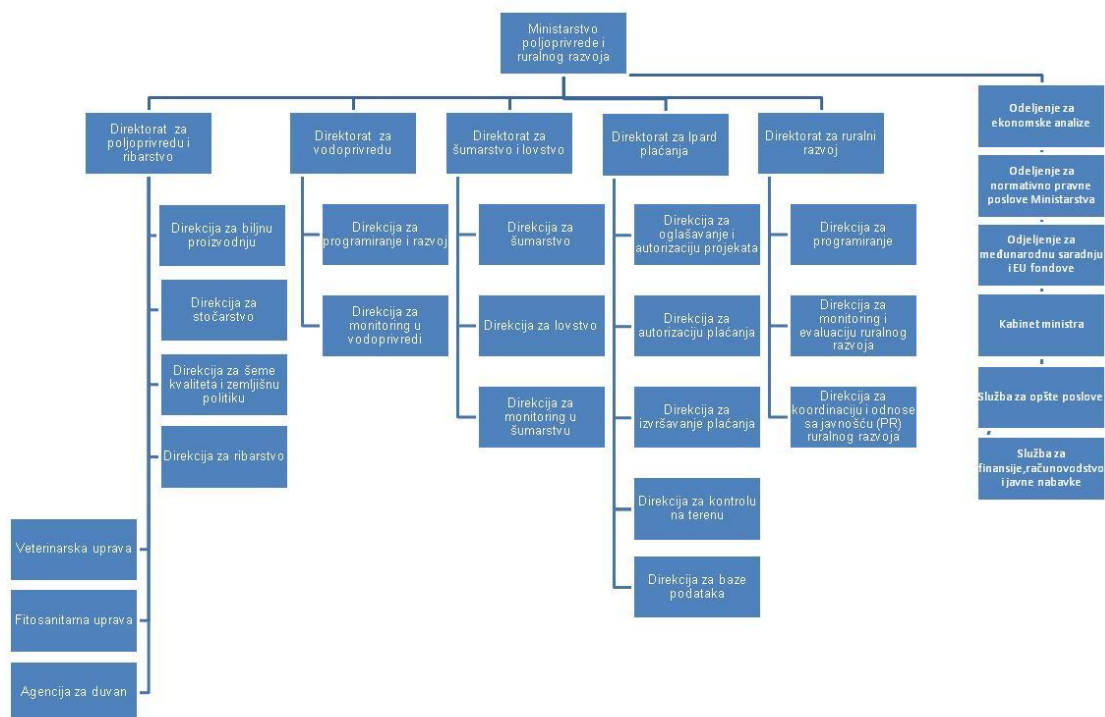 Ministarstvo
poljoprivrede i
ruralnog razvoja
Direktorat za
poljoprivredu i
ribarstvo
Direkcija za biljnu
proizvodnju
Direkcija za
stočarstvo
Direkcija za šeme
kvaliteta i zemljišnu
politiku
Direkcija za ribarstvo
Veterinarska uprava
Fitosanitarna uprava
Agencija za duvan
Direktorat za
vodoprivredu
Direkcija za
programiranje i razvoj
Direkcija za
monitoring u
vodoprivredi
Direktorat za
šumarstvo i lovstvo
Direkcija za
šumarstvo
Direkcija za lovstvo
Direkcija za
monitoring u
šumarstvu
Direktorat za Ipard
plaćanja
Direkcija za
oglašavanje i
autorizaciju projekata
Direkcija za
autorizaciju plaćanja
Direkcija za
izvršavanje plaćanja
Direkcija za kontrolu
na terenu
Direkcija za baze
podataka
Direktorat za ruralni
razvoj
Direkcija za
programiranje
Direkcija za
monitoring i
evaluaciju ruralnog
razvoja
Direkcija za
koordinaciju i odnose
sa javnošću (PR)
ruralnog razvoja
Odeljenje za
ekonomske analize
Odeljenje za
normativno pravne
poslove Ministarstva
Odjeljenje za
međunarodnu saradnju
i EU fondove
Kabinet ministra
Služba za opšte poslove
Služba za
finansije,računovodstvo
i javne nabavke